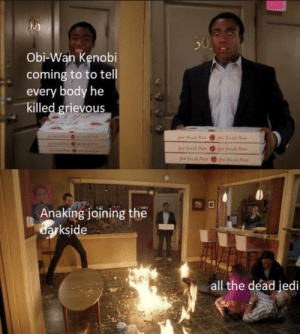 30
Obi-Wan Kenobi
coming to to tell
every body he
killed grievous
Anaking joining the
darkside
all the dead jedi